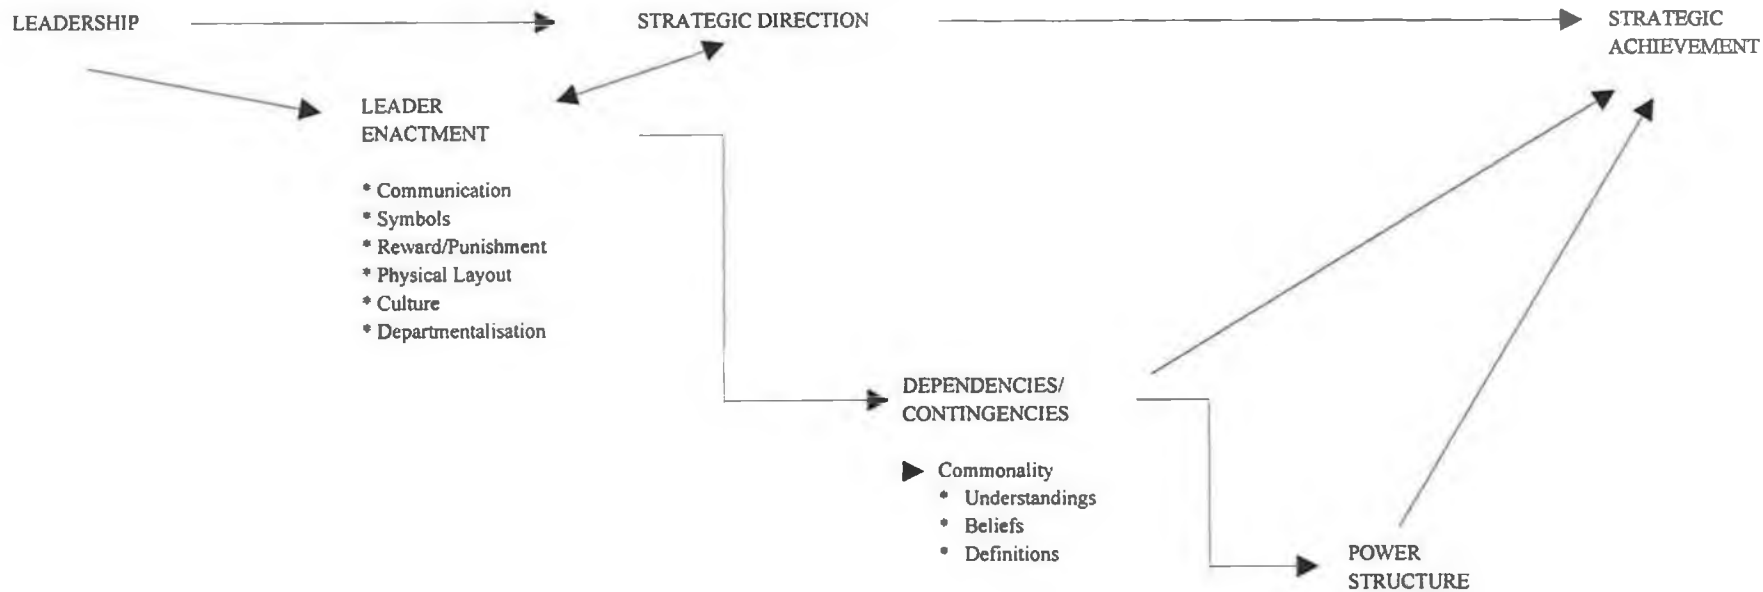 LEADERSHIP
STRATEGIC DIRECTION
STRATEGIC
ACHIEVEMENT
LEADER
ENACTMENT
* Communication
* Symbols
* Reward/Punishment
* Physical Layout
* Culture
* Departmentalisation
DEPENDENCIES/
CONTINGENCIES
Commonality
* Understandings
* Beliefs
* Definitions
POWER
STRUCTURE